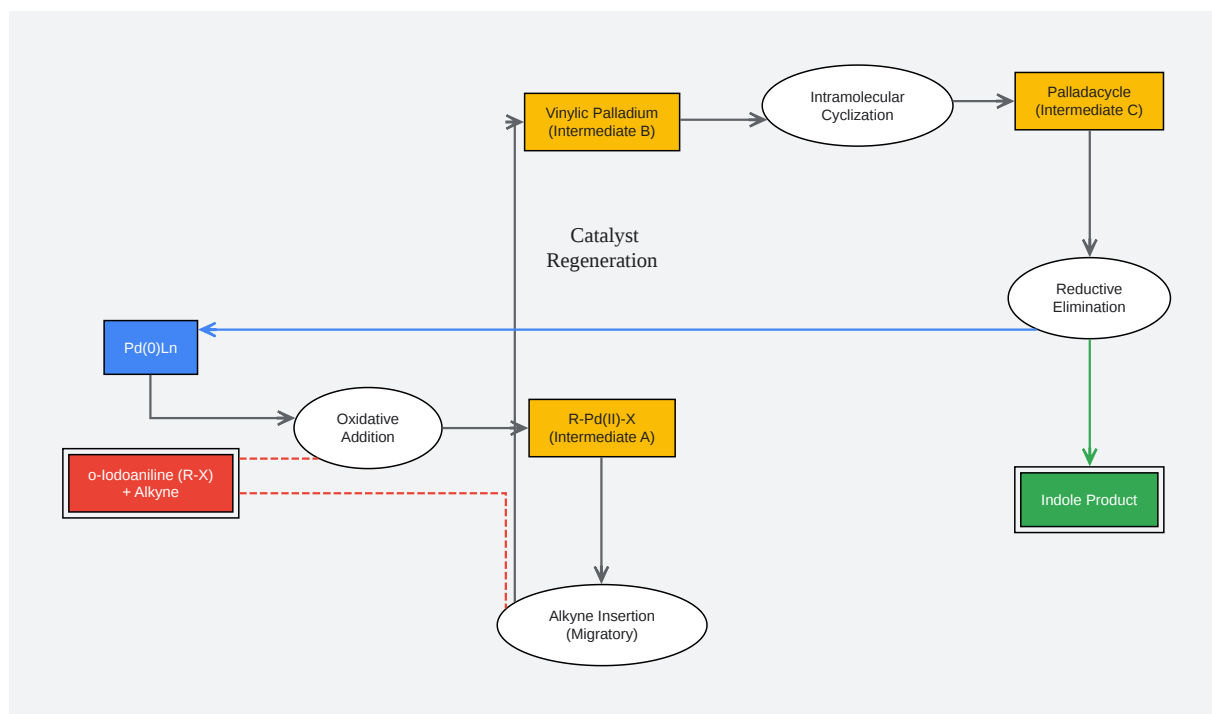 Vinylic Palladium
(Intermediate B)
Intramolecular
Cyclization
Palladacycle
(Intermediate C)
Catalyst
Regeneration
Reductive
Elimination
Pd(0)Ln
Oxidative
Addition
R-Pd(II)-X
(Intermediate A)
o-Iodoaniline (R-X)
+ Alkyne
Indole Product
Alkyne Insertion
(Migratory)